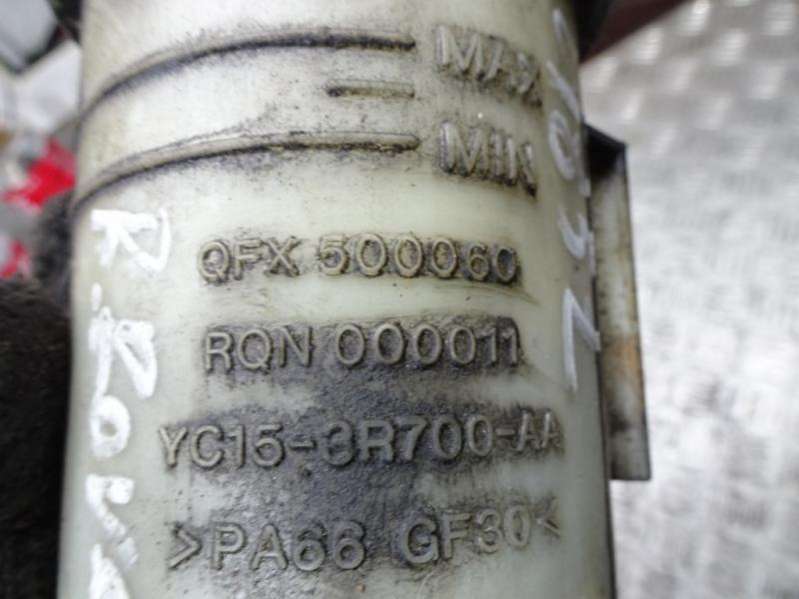 MAX
MIN
QFX 500060
RQN 000011
YC15-3R700-AA
>PA66 GF30<